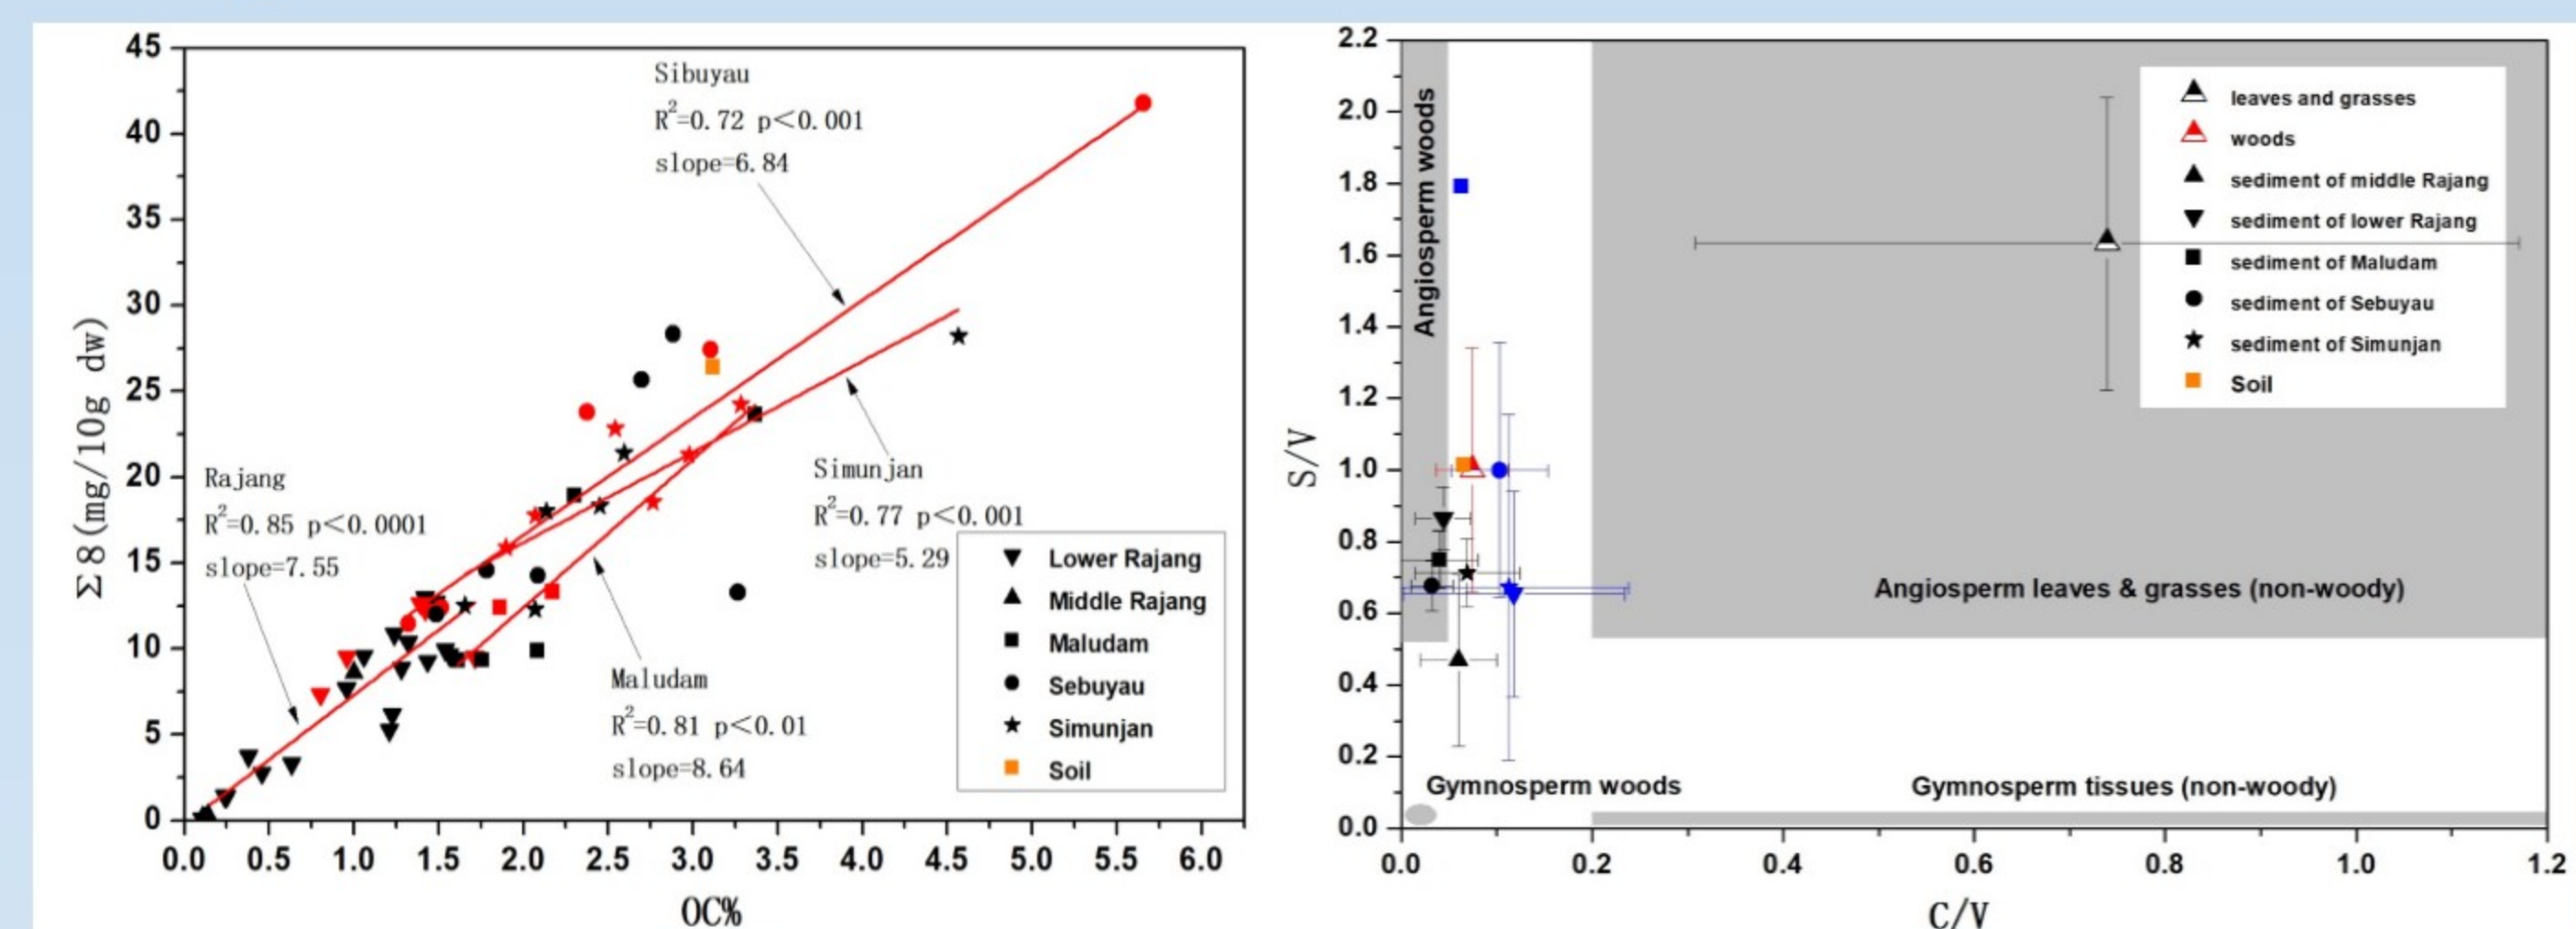 45
40
35
30
25
20
15
10
5
0
Σ8(mg/10g dw)
0.0 0.5 1.0 1.5 2.0 2.5 3.0 3.5 4.0 4.5 5.0 5.5 6.0
OC%
Sibuyau
R²=0.72 p<0.001
slope=6.84
Rajang
R²=0.85 p<0.0001
slope=7.55
Simunjan
R²=0.77 p<0.001
slope=5.29
Maludam
R²=0.81 p<0.01
slope=8.64
Lower Rajang
Middle Rajang
Maludam
Sebuyau
Simunjan
Soil
2.2
2.0
1.8
1.6
1.4
1.2
1.0
0.8
0.6
0.4
0.2
0.0
S/V
0.0 0.2 0.4 0.6 0.8 1.0 1.2
C/V
Angiosperm woods
leaves and grasses
woods
sediment of middle Rajang
sediment of lower Rajang
sediment of Maludam
sediment of Sebuyau
sediment of Simunjan
Soil
Angiosperm leaves & grasses (non-woody)
Gymnosperm woods
Gymnosperm tissues (non-woody)